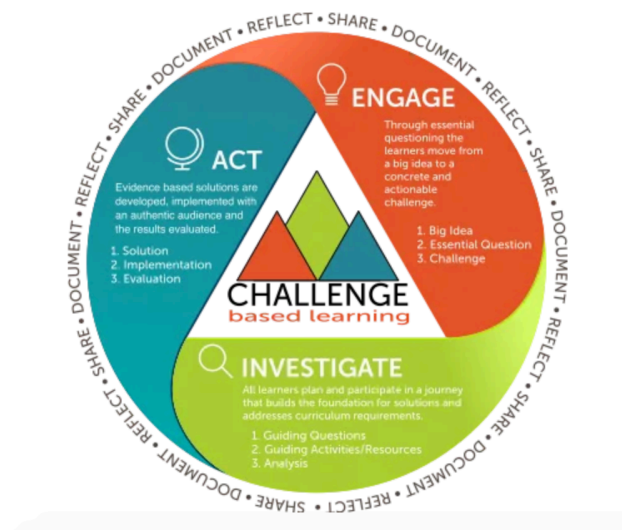 DOCUMENT • REFLECT • SHARE • DOCUMENT • REFLECT • SHARE • DOCUMENT • REFLECT • SHARE • DOCUMENT • REFLECT • SHARE • DOCUMENT • REFLECT • SHARE • DOCUMENT • REFLECT • SHARE •
ENGAGE
Through essential
questioning the
learners move from
a big idea to a
concrete and
actionable
challenge.
1. Big Idea
2. Essential Question
3. Challenge
ACT
Evidence based solutions are
developed, implemented with
an authentic audience and
the results evaluated.
1. Solution
2. Implementation
3. Evaluation
CHALLENGE
based learning
INVESTIGATE
All learners plan and participate in a journey
that builds the foundation for solutions and
addresses curriculum requirements.
1. Guiding Questions
2. Guiding Activities/Resources
3. Analysis